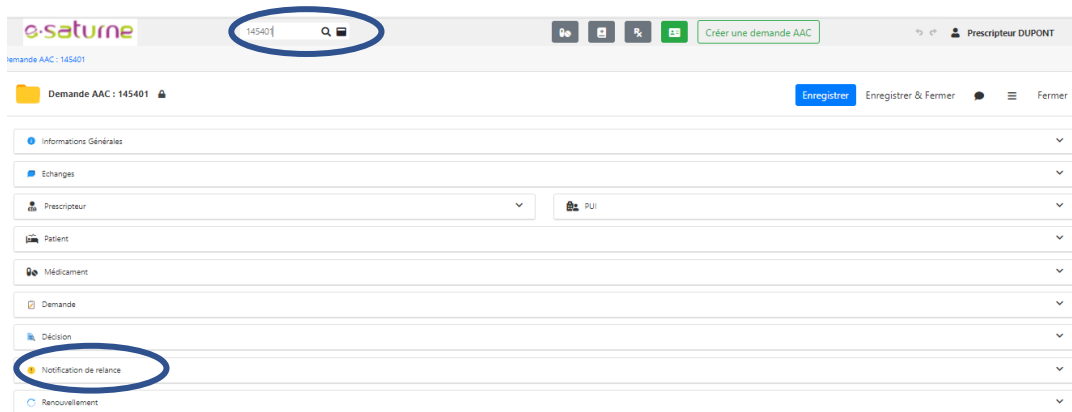 e-saturne
145401
Créer une demande AAC
Prescripteur DUPONT
Demande AAC : 145401
Demande AAC : 145401
Enregistrer
Enregistrer & Fermer
Fermer
Informations Générales
Echanges
Prescripteur
PUI
Patient
Médicament
Demande
Décision
Notification de relance
Renouvellement